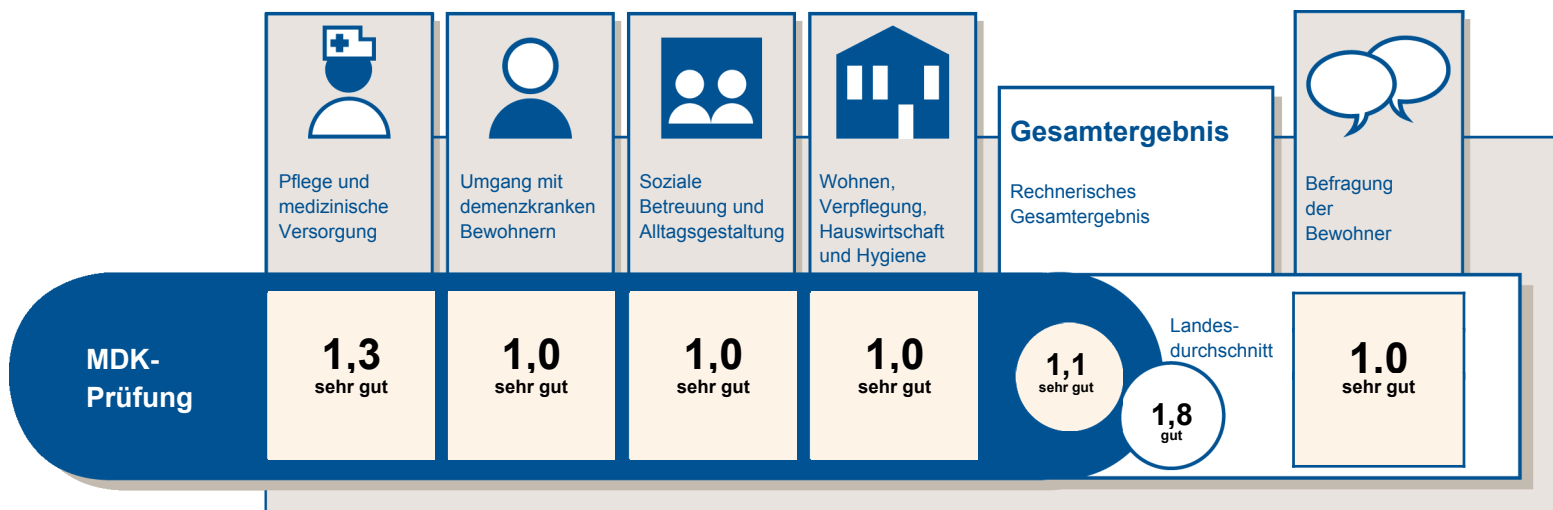 Pflege und
medizinische
Versorgung
Umgang mit
demenzkranken
Bewohnern
Soziale
Betreuung und
Alltagsgestaltung
Wohnen,
Verpflegung,
Hauswirtschaft
und Hygiene
Gesamtergebnis
Rechnerisches
Gesamtergebnis
Befragung
der
Bewohner
MDK-
Prüfung
1,3
sehr gut
1,0
sehr gut
1,0
sehr gut
1,0
sehr gut
1,1
sehr gut
Landes-
durchschnitt
1,8
gut
1.0
sehr gut